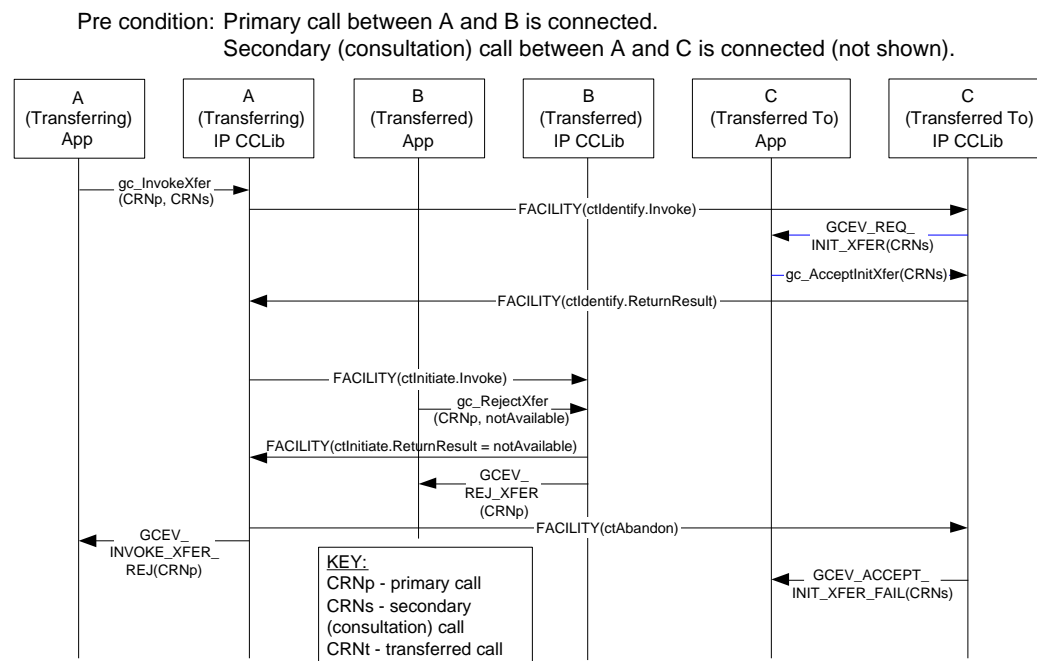 Pre condition: Primary call between A and B is connected.
Secondary (consultation) call between A and C is connected (not shown).
A
(Transferring)
App
A
(Transferring)
IP CCLib
B
(Transferred)
App
B
(Transferred)
IP CCLib
C
(Transferred To)
App
C
(Transferred To)
IP CCLib
gc_InvokeXfer
(CRNp, CRNs)
FACILITY(ctIdentify.Invoke)
GCEV_REQ_
INIT_XFER(CRNs)
gc_AcceptInitXfer(CRNs)
FACILITY(ctIdentify.ReturnResult)
FACILITY(ctInitiate.Invoke)
gc_RejectXfer
(CRNp, notAvailable)
FACILITY(ctInitiate.ReturnResult = notAvailable)
GCEV_
REJ_XFER
(CRNp)
FACILITY(ctAbandon)
GCEV_
INVOKE_XFER_
REJ(CRNp)
GCEV_ACCEPT_
INIT_XFER_FAIL(CRNs)
KEY:
CRNp - primary call
CRNs - secondary
(consultation) call
CRNt - transferred call